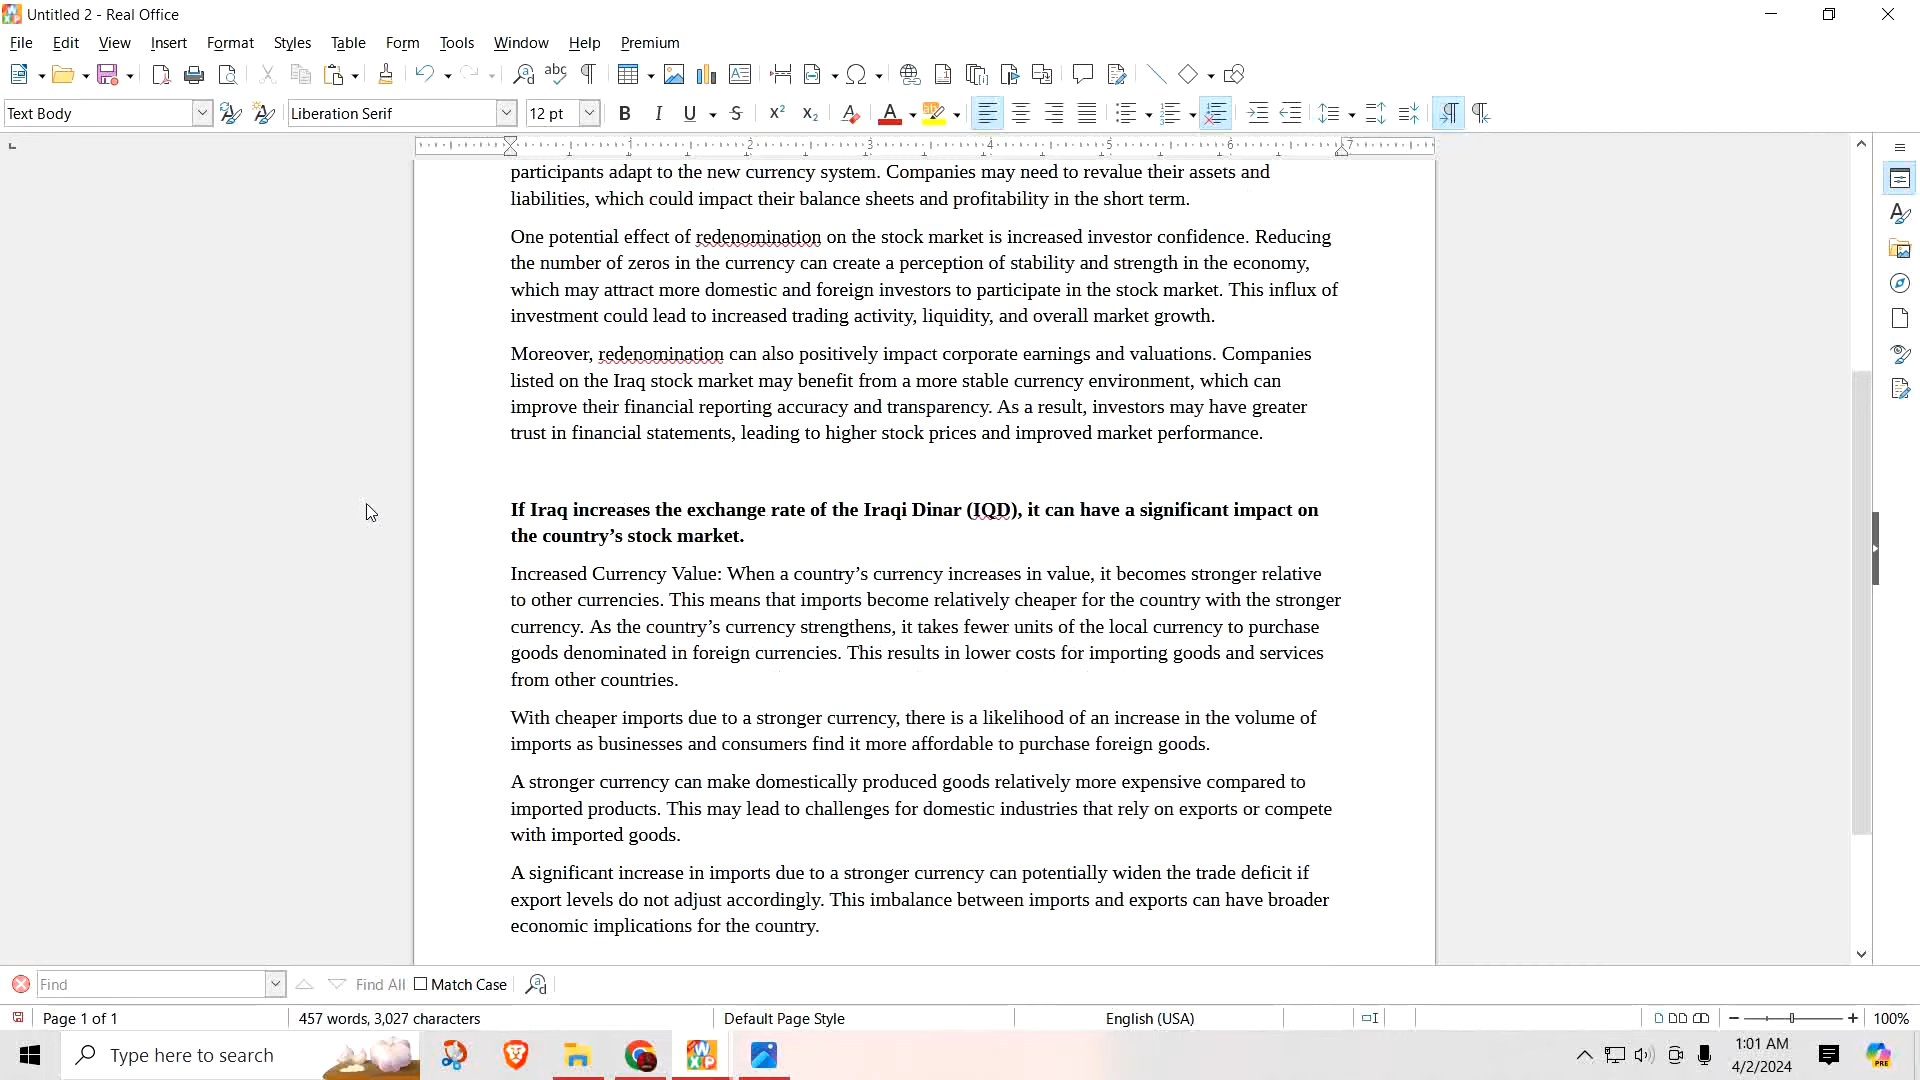 Untitled 2 - Real Office
File Edit View Insert Format Styles Table Form Tools Window Help Premium
Text Body Liberation Serif 12 pt
1 2 3 4 5 6 7
participants adapt to the new currency system. Companies may need to revalue their assets and
liabilities, which could impact their balance sheets and profitability in the short term.
One potential effect of redenomination on the stock market is increased investor confidence. Reducing
the number of zeros in the currency can create a perception of stability and strength in the economy,
which may attract more domestic and foreign investors to participate in the stock market. This influx of
investment could lead to increased trading activity, liquidity, and overall market growth.
Moreover, redenomination can also positively impact corporate earnings and valuations. Companies
listed on the Iraq stock market may benefit from a more stable currency environment, which can
improve their financial reporting accuracy and transparency. As a result, investors may have greater
trust in financial statements, leading to higher stock prices and improved market performance.
If Iraq increases the exchange rate of the Iraqi Dinar (IQD), it can have a significant impact on
the country’s stock market.
Increased Currency Value: When a country’s currency increases in value, it becomes stronger relative
to other currencies. This means that imports become relatively cheaper for the country with the stronger
currency. As the country’s currency strengthens, it takes fewer units of the local currency to purchase
goods denominated in foreign currencies. This results in lower costs for importing goods and services
from other countries.
With cheaper imports due to a stronger currency, there is a likelihood of an increase in the volume of
imports as businesses and consumers find it more affordable to purchase foreign goods.
A stronger currency can make domestically produced goods relatively more expensive compared to
imported products. This may lead to challenges for domestic industries that rely on exports or compete
with imported goods.
A significant increase in imports due to a stronger currency can potentially widen the trade deficit if
export levels do not adjust accordingly. This imbalance between imports and exports can have broader
economic implications for the country.
Find Find All Match Case
Page 1 of 1 457 words, 3,027 characters Default Page Style English (USA) 100%
Type here to search
1:01 AM
4/2/2024